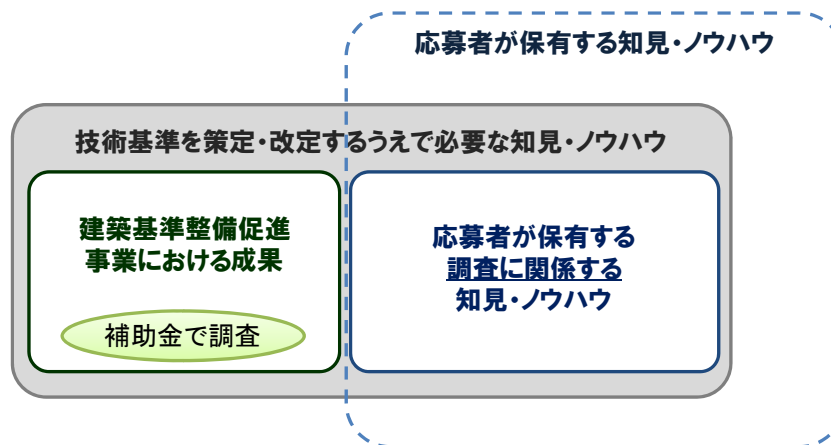 応募者が保有する知見・ノウハウ
技術基準を策定・改定するうえで必要な知見・ノウハウ
建築基準整備促進
事業における成果
補助金で調査
応募者が保有する
調査に関係する
知見・ノウハウ